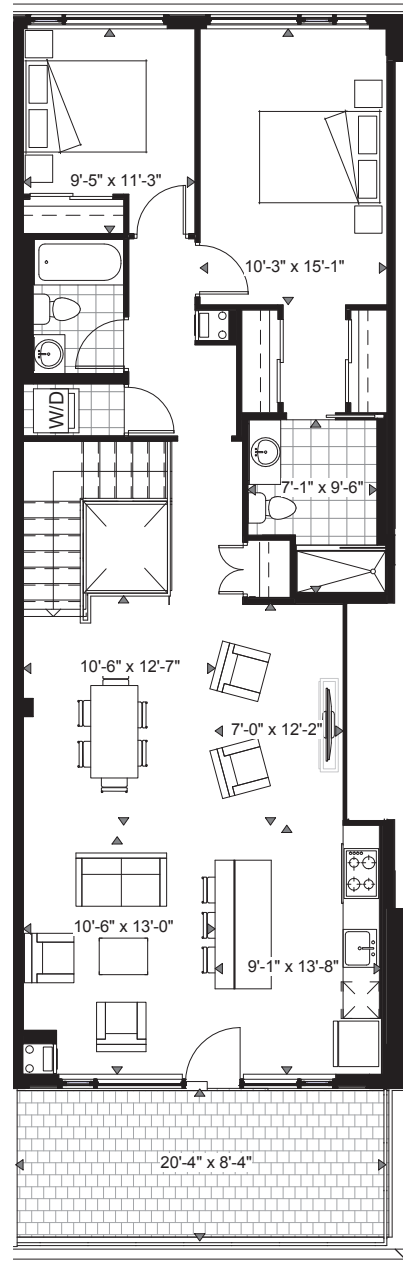 9'-5" x 11'-3"
10'-3" x 15'-1"
W/D
7'-1" x 9'-6"
10'-6" x 12'-7"
7'-0" x 12'-2"
10'-6" x 13'-0"
9'-1" x 13'-8"
20'-4" x 8'-4"